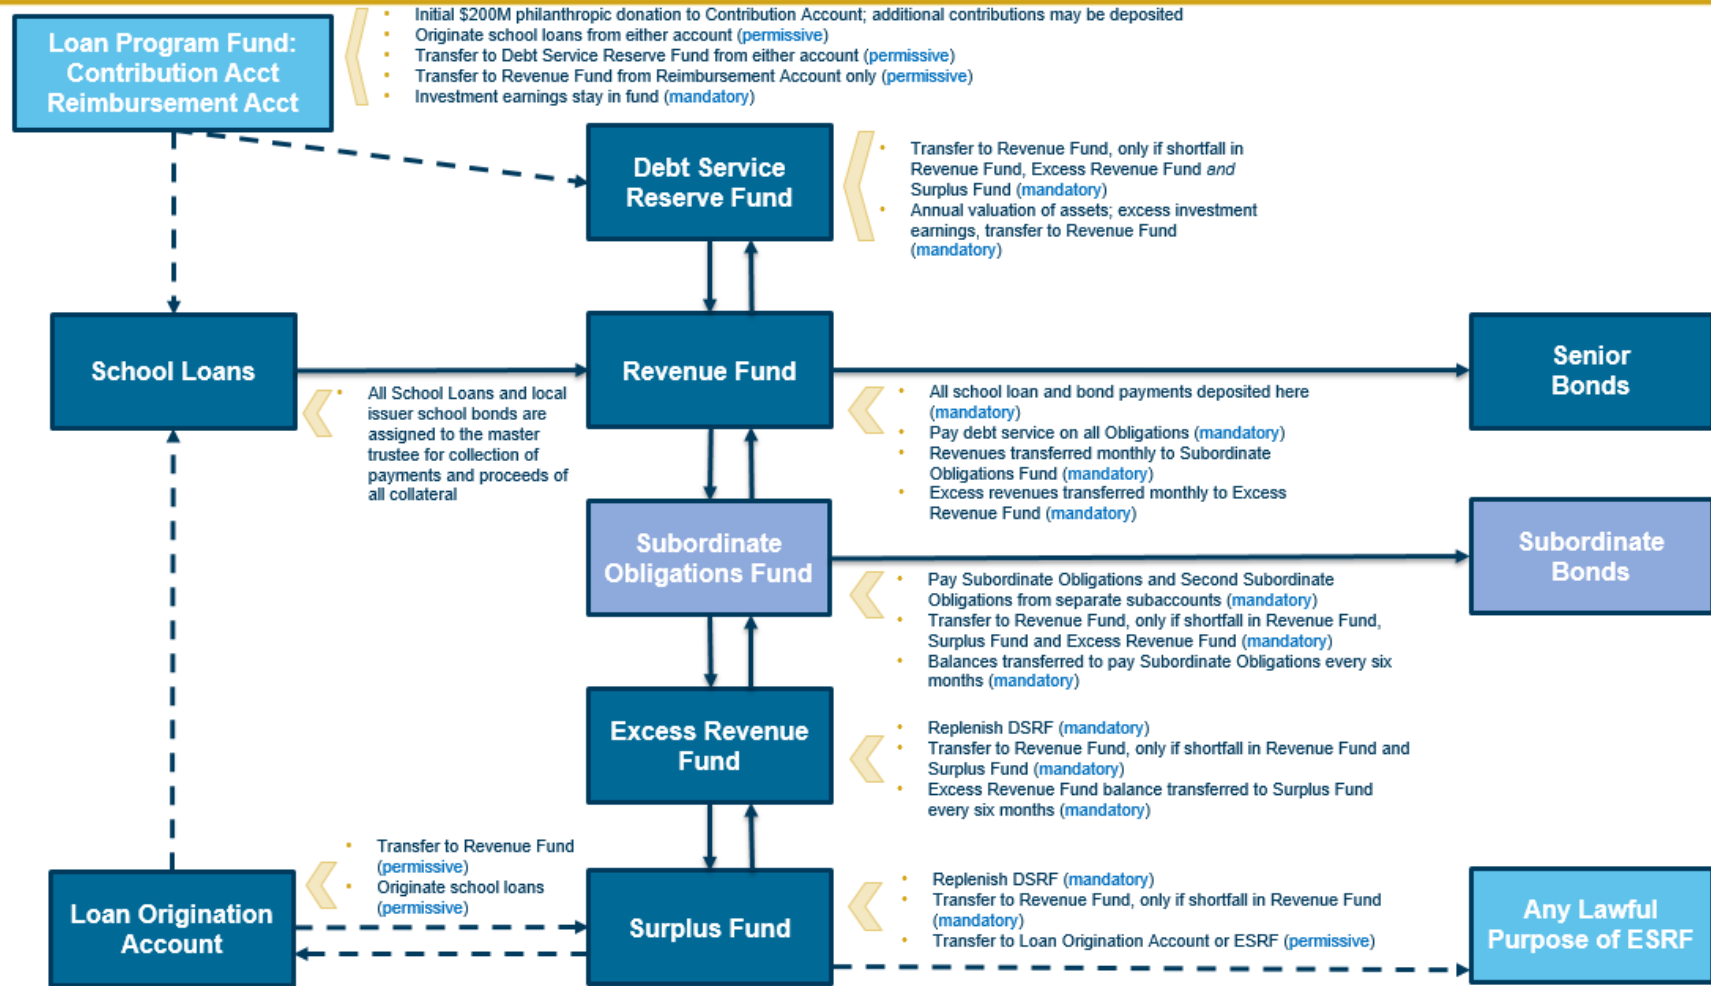 Loan Program Fund:
Contribution Acct
Reimbursement Acct
• Initial $200M philanthropic donation to Contribution Account; additional contributions may be deposited
• Originate school loans from either account (permissive)
• Transfer to Debt Service Reserve Fund from either account (permissive)
• Transfer to Revenue Fund from Reimbursement Account only (permissive)
• Investment earnings stay in fund (mandatory)
Debt Service
Reserve Fund
• Transfer to Revenue Fund, only if shortfall in
Revenue Fund, Excess Revenue Fund and
Surplus Fund (mandatory)
• Annual valuation of assets; excess investment
earnings, transfer to Revenue Fund
(mandatory)
School Loans
• All School Loans and local
issuer school bonds are
assigned to the master
trustee for collection of
payments and proceeds of
all collateral
Revenue Fund
• All school loan and bond payments deposited here
(mandatory)
• Pay debt service on all Obligations (mandatory)
• Revenues transferred monthly to Subordinate
Obligations Fund (mandatory)
• Excess revenues transferred monthly to Excess
Revenue Fund (mandatory)
Senior
Bonds
Subordinate
Obligations Fund
• Pay Subordinate Obligations and Second Subordinate
Obligations from separate subaccounts (mandatory)
• Transfer to Revenue Fund, only if shortfall in Revenue Fund,
Surplus Fund and Excess Revenue Fund (mandatory)
• Balances transferred to pay Subordinate Obligations every six
months (mandatory)
Subordinate
Bonds
Excess Revenue
Fund
• Replenish DSRF (mandatory)
• Transfer to Revenue Fund, only if shortfall in Revenue Fund and
Surplus Fund (mandatory)
• Excess Revenue Fund balance transferred to Surplus Fund
every six months (mandatory)
Loan Origination
Account
• Transfer to Revenue Fund
(permissive)
• Originate school loans
(permissive)
Surplus Fund
• Replenish DSRF (mandatory)
• Transfer to Revenue Fund, only if shortfall in Revenue Fund
(mandatory)
• Transfer to Loan Origination Account or ESRF (permissive)
Any Lawful
Purpose of ESRF